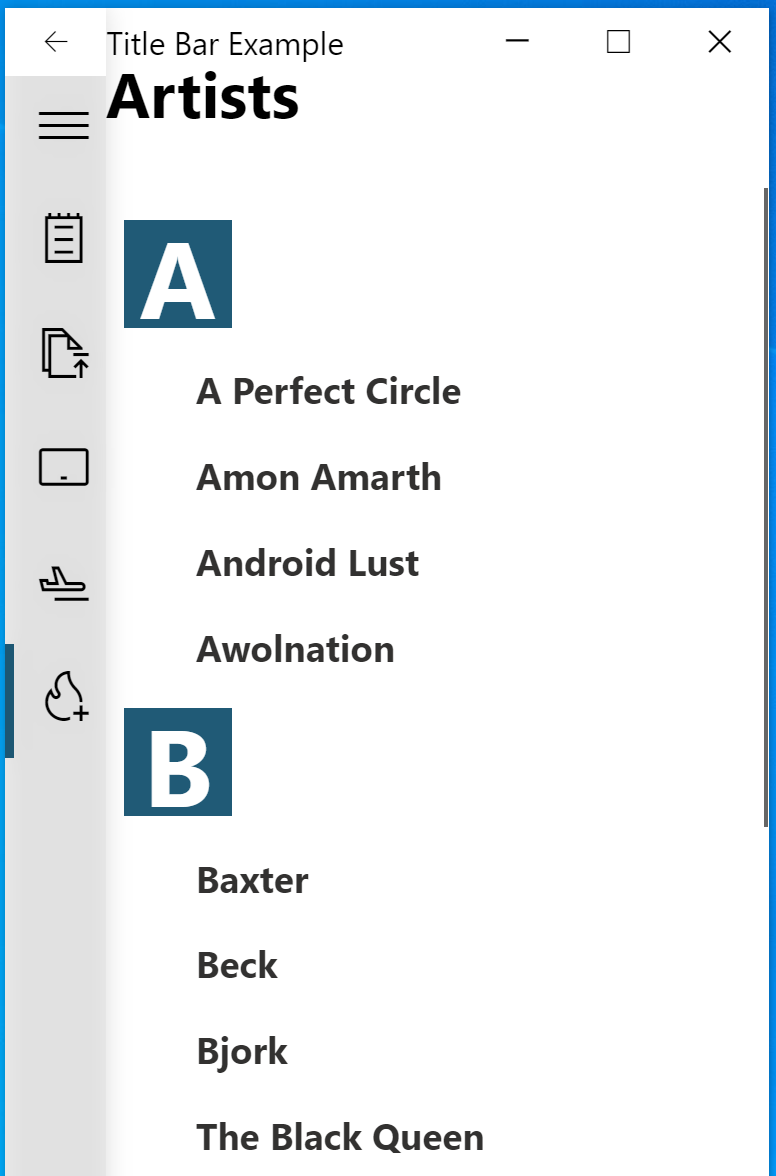 Title Bar Example
Artists
A
A Perfect Circle
Amon Amarth
Android Lust
Awolnation
B
Baxter
Beck
Bjork
The Black Queen